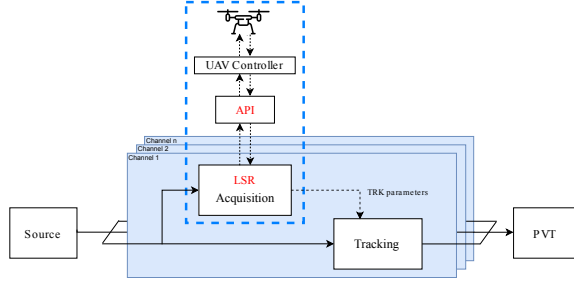 UAV Controller
API
Channel n
Channel 2
Channel 1
LSR
Acquisition
TRK parameters
Source
Tracking
PVT